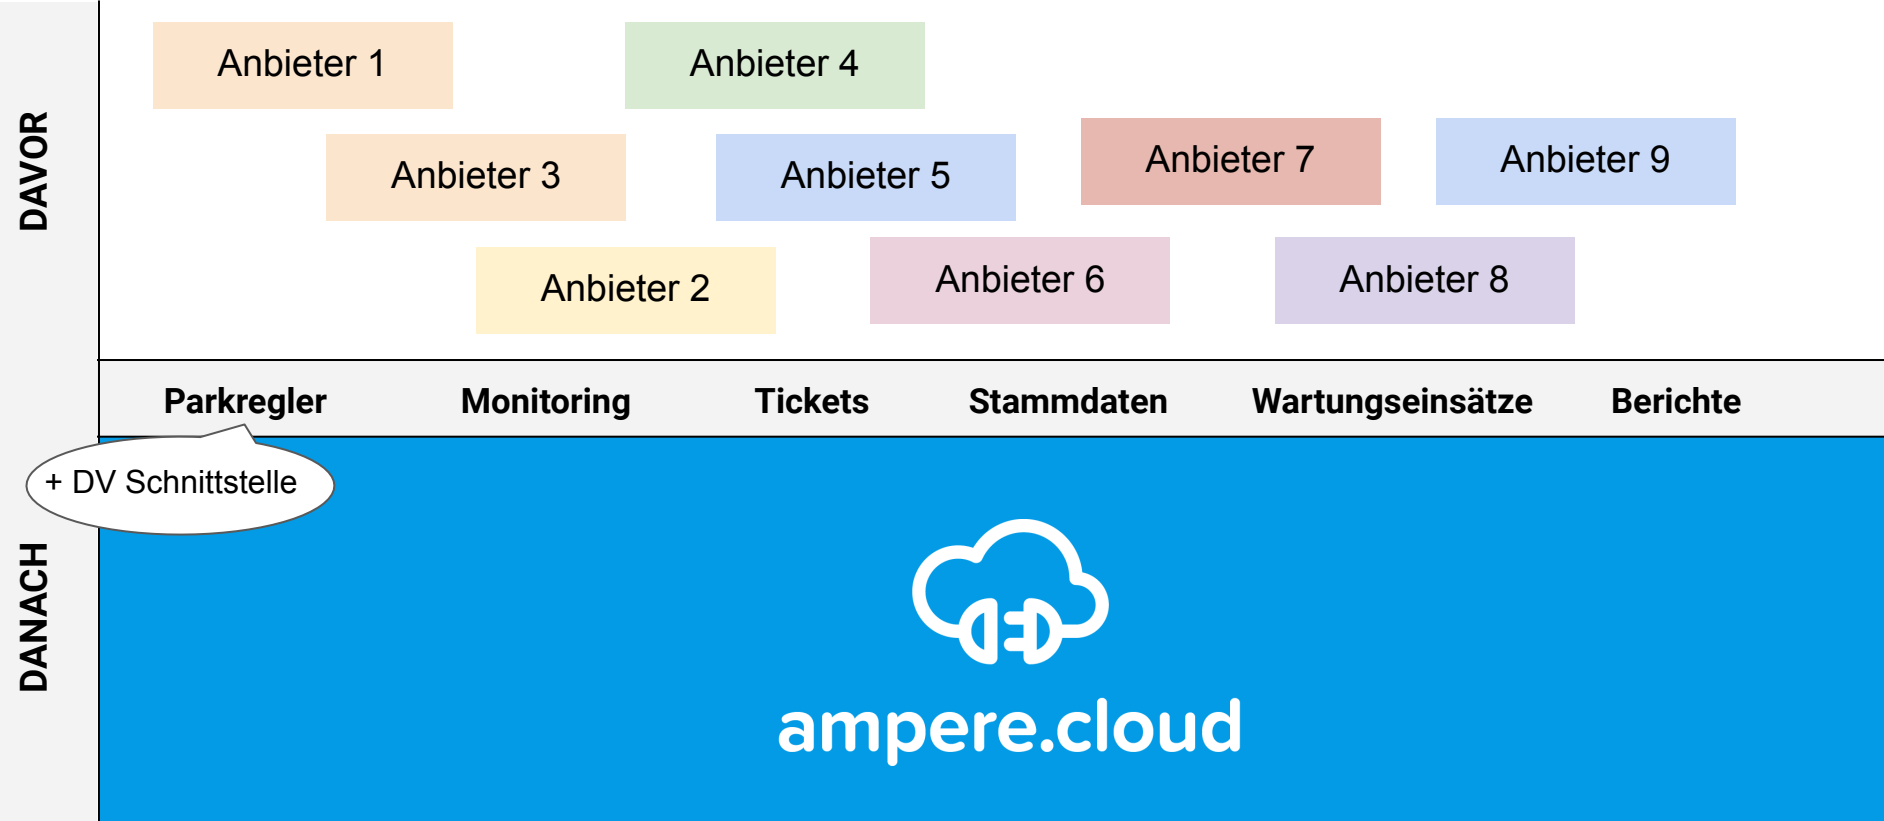 DAVOR
Anbieter 1
Anbieter 4
Anbieter 3
Anbieter 5
Anbieter 7
Anbieter 9
Anbieter 2
Anbieter 6
Anbieter 8
Parkregler Monitoring Tickets Stammdaten Wartungseinsätze Berichte
+ DV Schnittstelle
DANACH
ampere.cloud